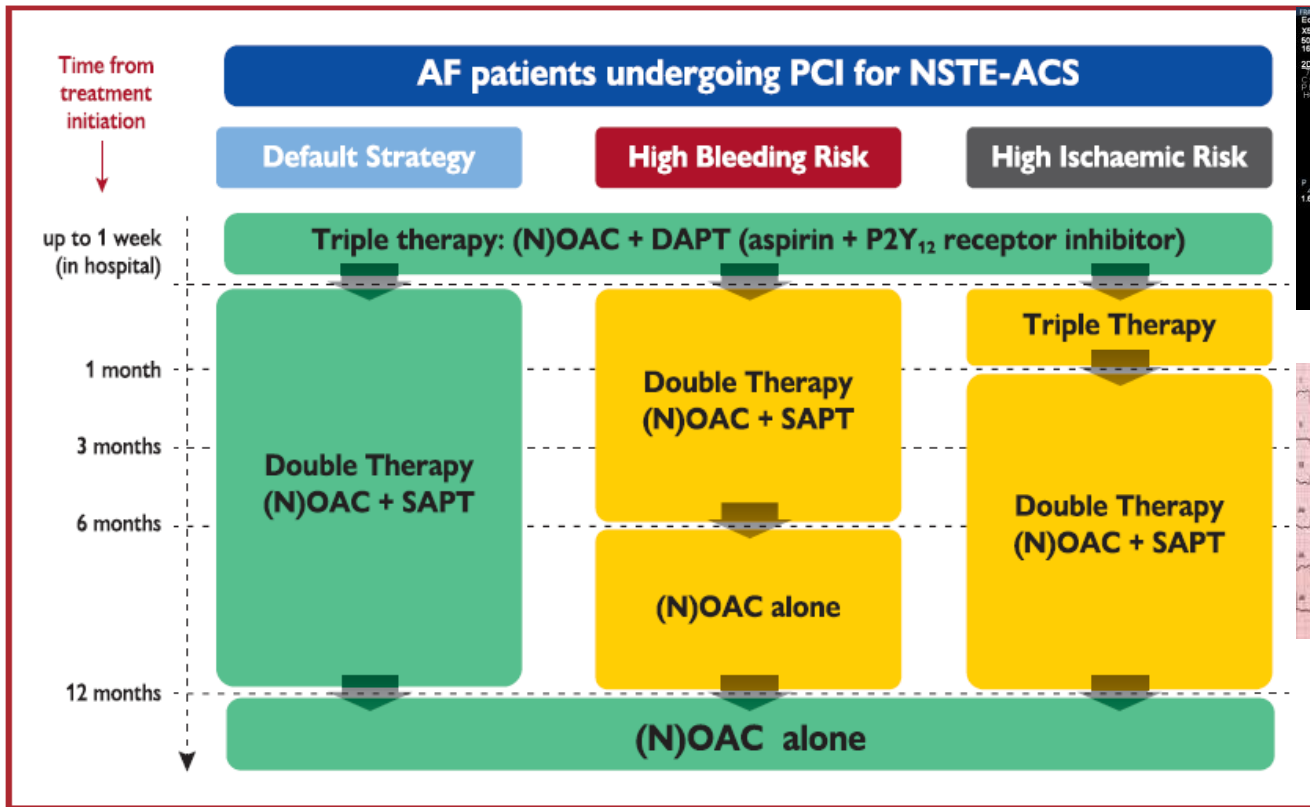 Time from
treatment
initiation
AF patients undergoing PCI for NSTE-ACS
Default Strategy
High Bleeding Risk
High Ischaemic Risk
up to 1 week
(in hospital)
Triple therapy: (N)OAC + DAPT (aspirin + P2Y₁₂ receptor inhibitor)
Triple Therapy
1 month
Double Therapy
(N)OAC + SAPT
3 months
Double Therapy
(N)OAC + SAPT
6 months
Double Therapy
(N)OAC + SAPT
(N)OAC alone
12 months
(N)OAC alone